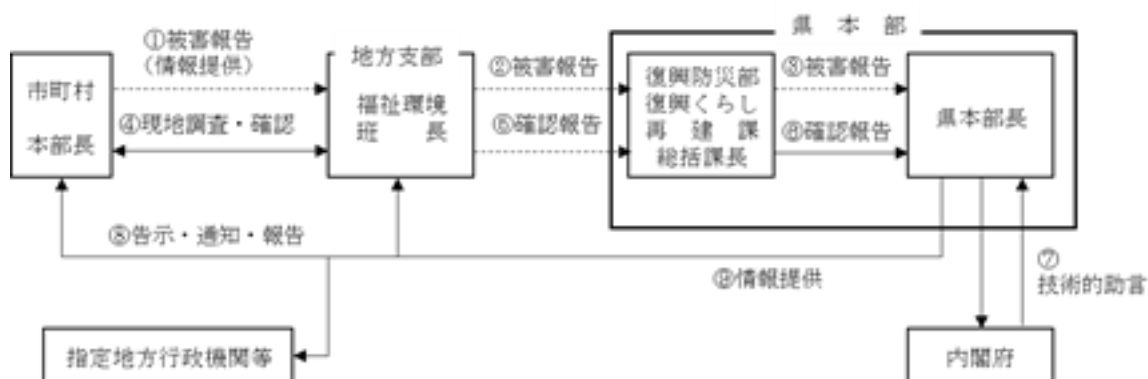 県 本 部
①被害報告
(情報提供)
地方支部
福祉環境
班 長
②被害報告
復興防災部
復興くらし
再 建 課
総括課長
③被害報告
市町村
本部長
④現地調査・確認
⑤確認報告
⑥確認報告
県本部長
⑧告示・通知・報告
⑨情報提供
⑦
技術的助言
指定地方行政機関等
内閣府